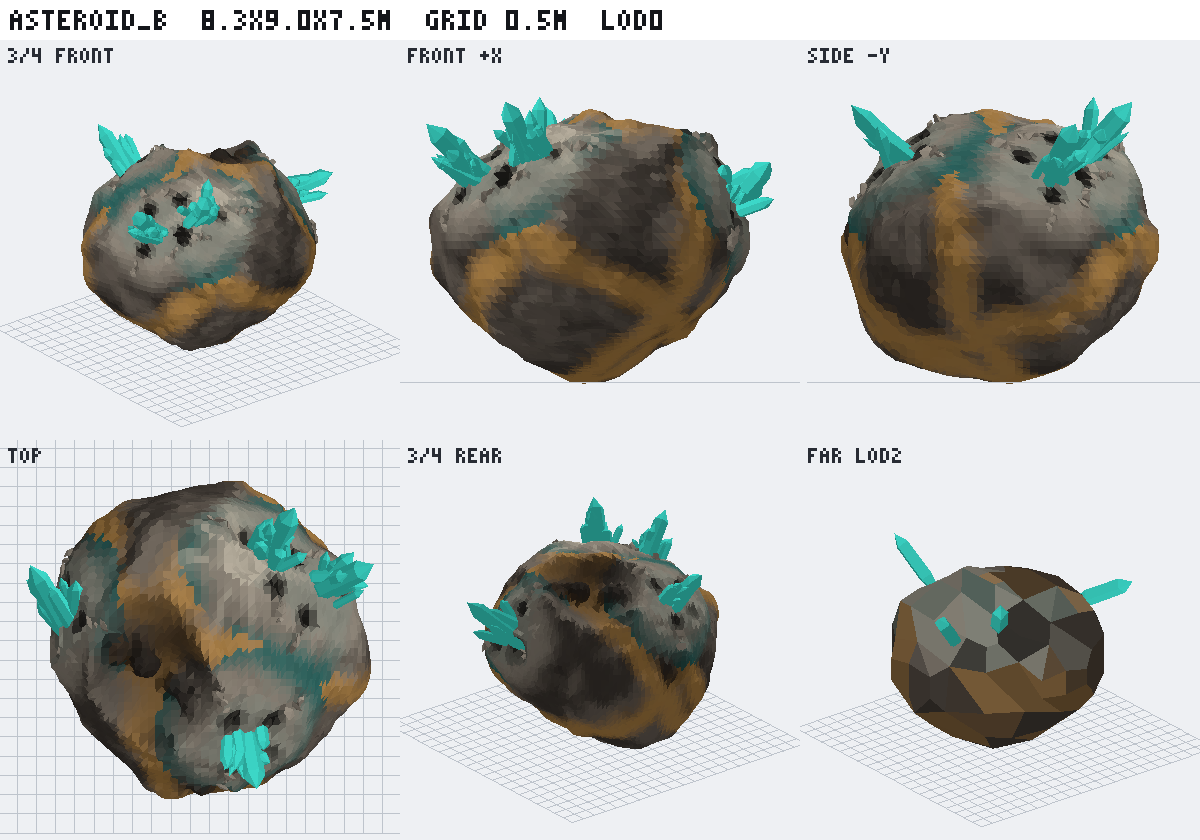 ASTEROID_B 8.3X9.0X7.5M GRID 0.5M LOD0
3/4 FRONT
FRONT +X
SIDE -Y
TOP
3/4 REAR
FAR LOD2